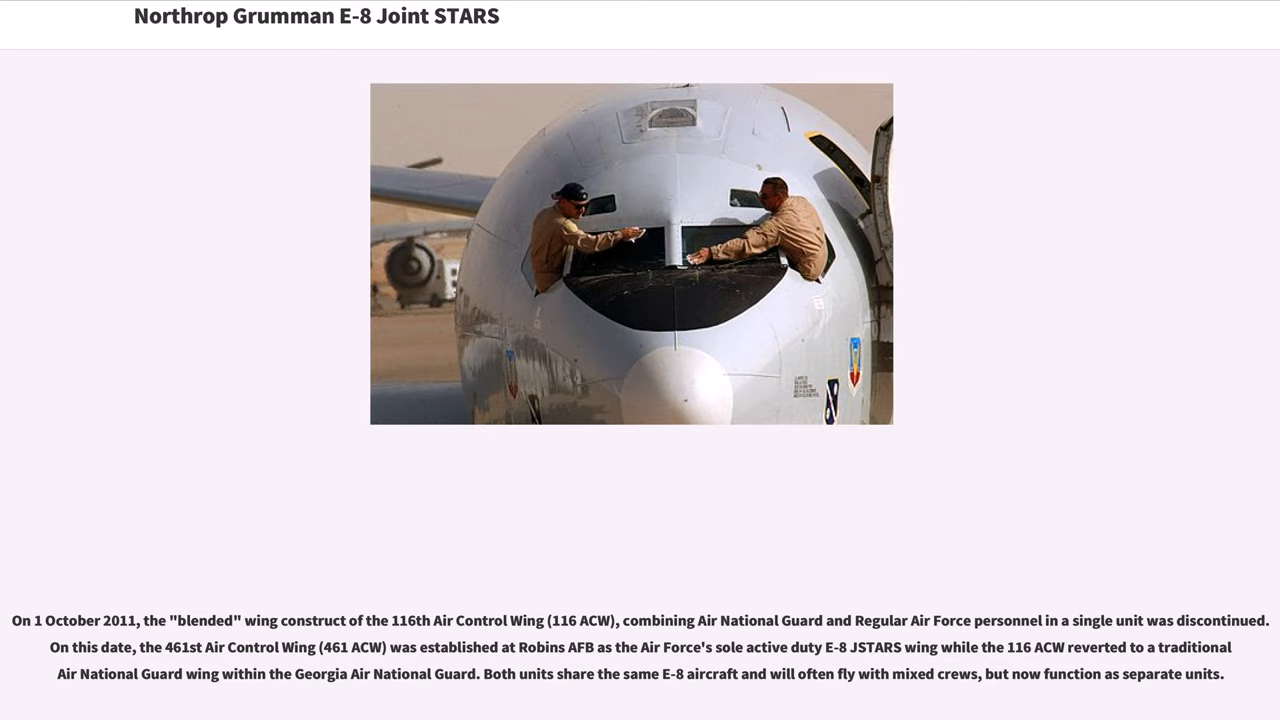 Northrop Grumman E-8 Joint STARS
On 1 October 2011, the "blended" wing construct of the 116th Air Control Wing (116 ACW), combining Air National Guard and Regular Air Force personnel in a single unit was discontinued.
On this date, the 461st Air Control Wing (461 ACW) was established at Robins AFB as the Air Force's sole active duty E-8 JSTARS wing while the 116 ACW reverted to a traditional
Air National Guard wing within the Georgia Air National Guard. Both units share the same E-8 aircraft and will often fly with mixed crews, but now function as separate units.